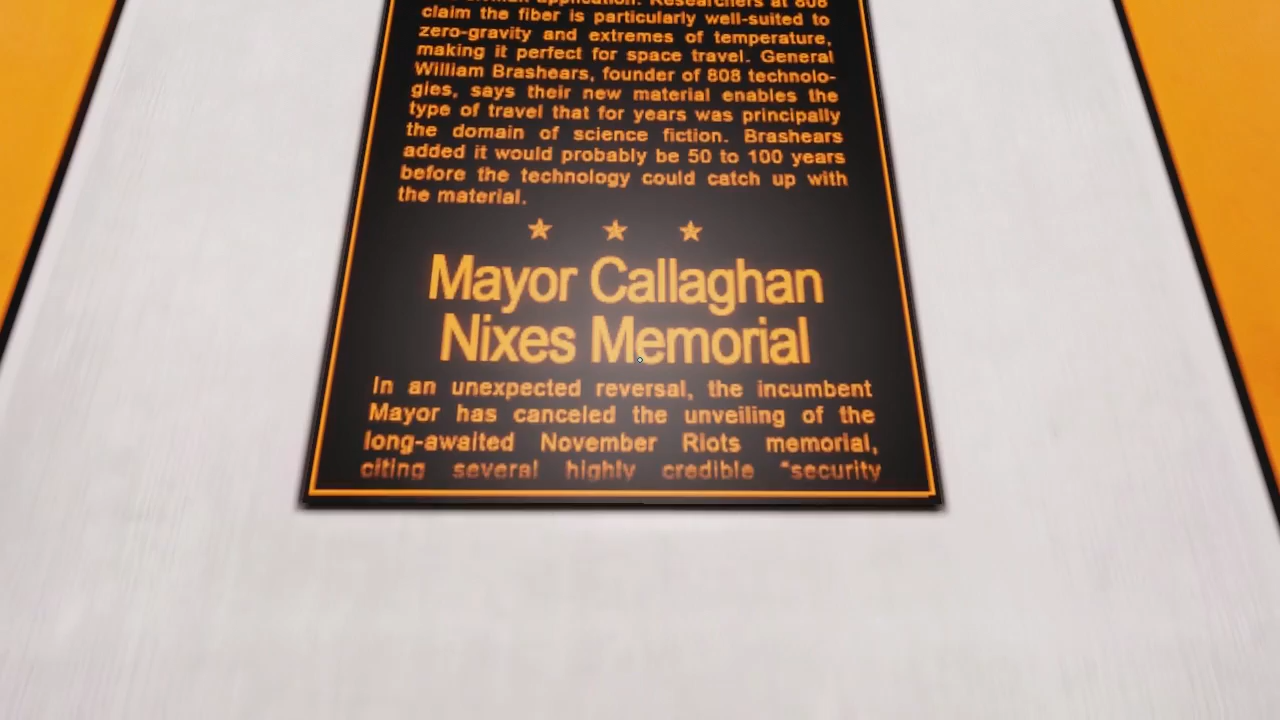 application. Researchers at 808
claim the fiber is particularly well-suited to
zero-gravity and extremes of temperature,
making it perfect for space travel. General
William Brashears, founder of 808 technolo-
gies, says their new material enables the
type of travel that for years was principally
the domain of science fiction. Brashears
added it would probably be 50 to 100 years
before the technology could catch up with
the material.
Mayor Callaghan
Nixes Memorial
In an unexpected reversal, the incumbent
Mayor has canceled the unveiling of the
long-awaited November Riots memorial,
citing several highly credible "security